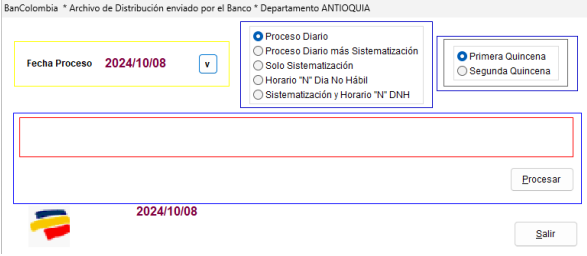 BanColombia * Archivo de Distribución enviado por el Banco * Departamento ANTIOQUIA
Fecha Proceso 2024/10/08 v
Proceso Diario
Proceso Diario más Sistematización
Solo Sistematización
Horario "N" Dia No Hábil
Sistematización y Horario "N" DNH
Primera Quincena
Segunda Quincena
Procesar
2024/10/08
Salir